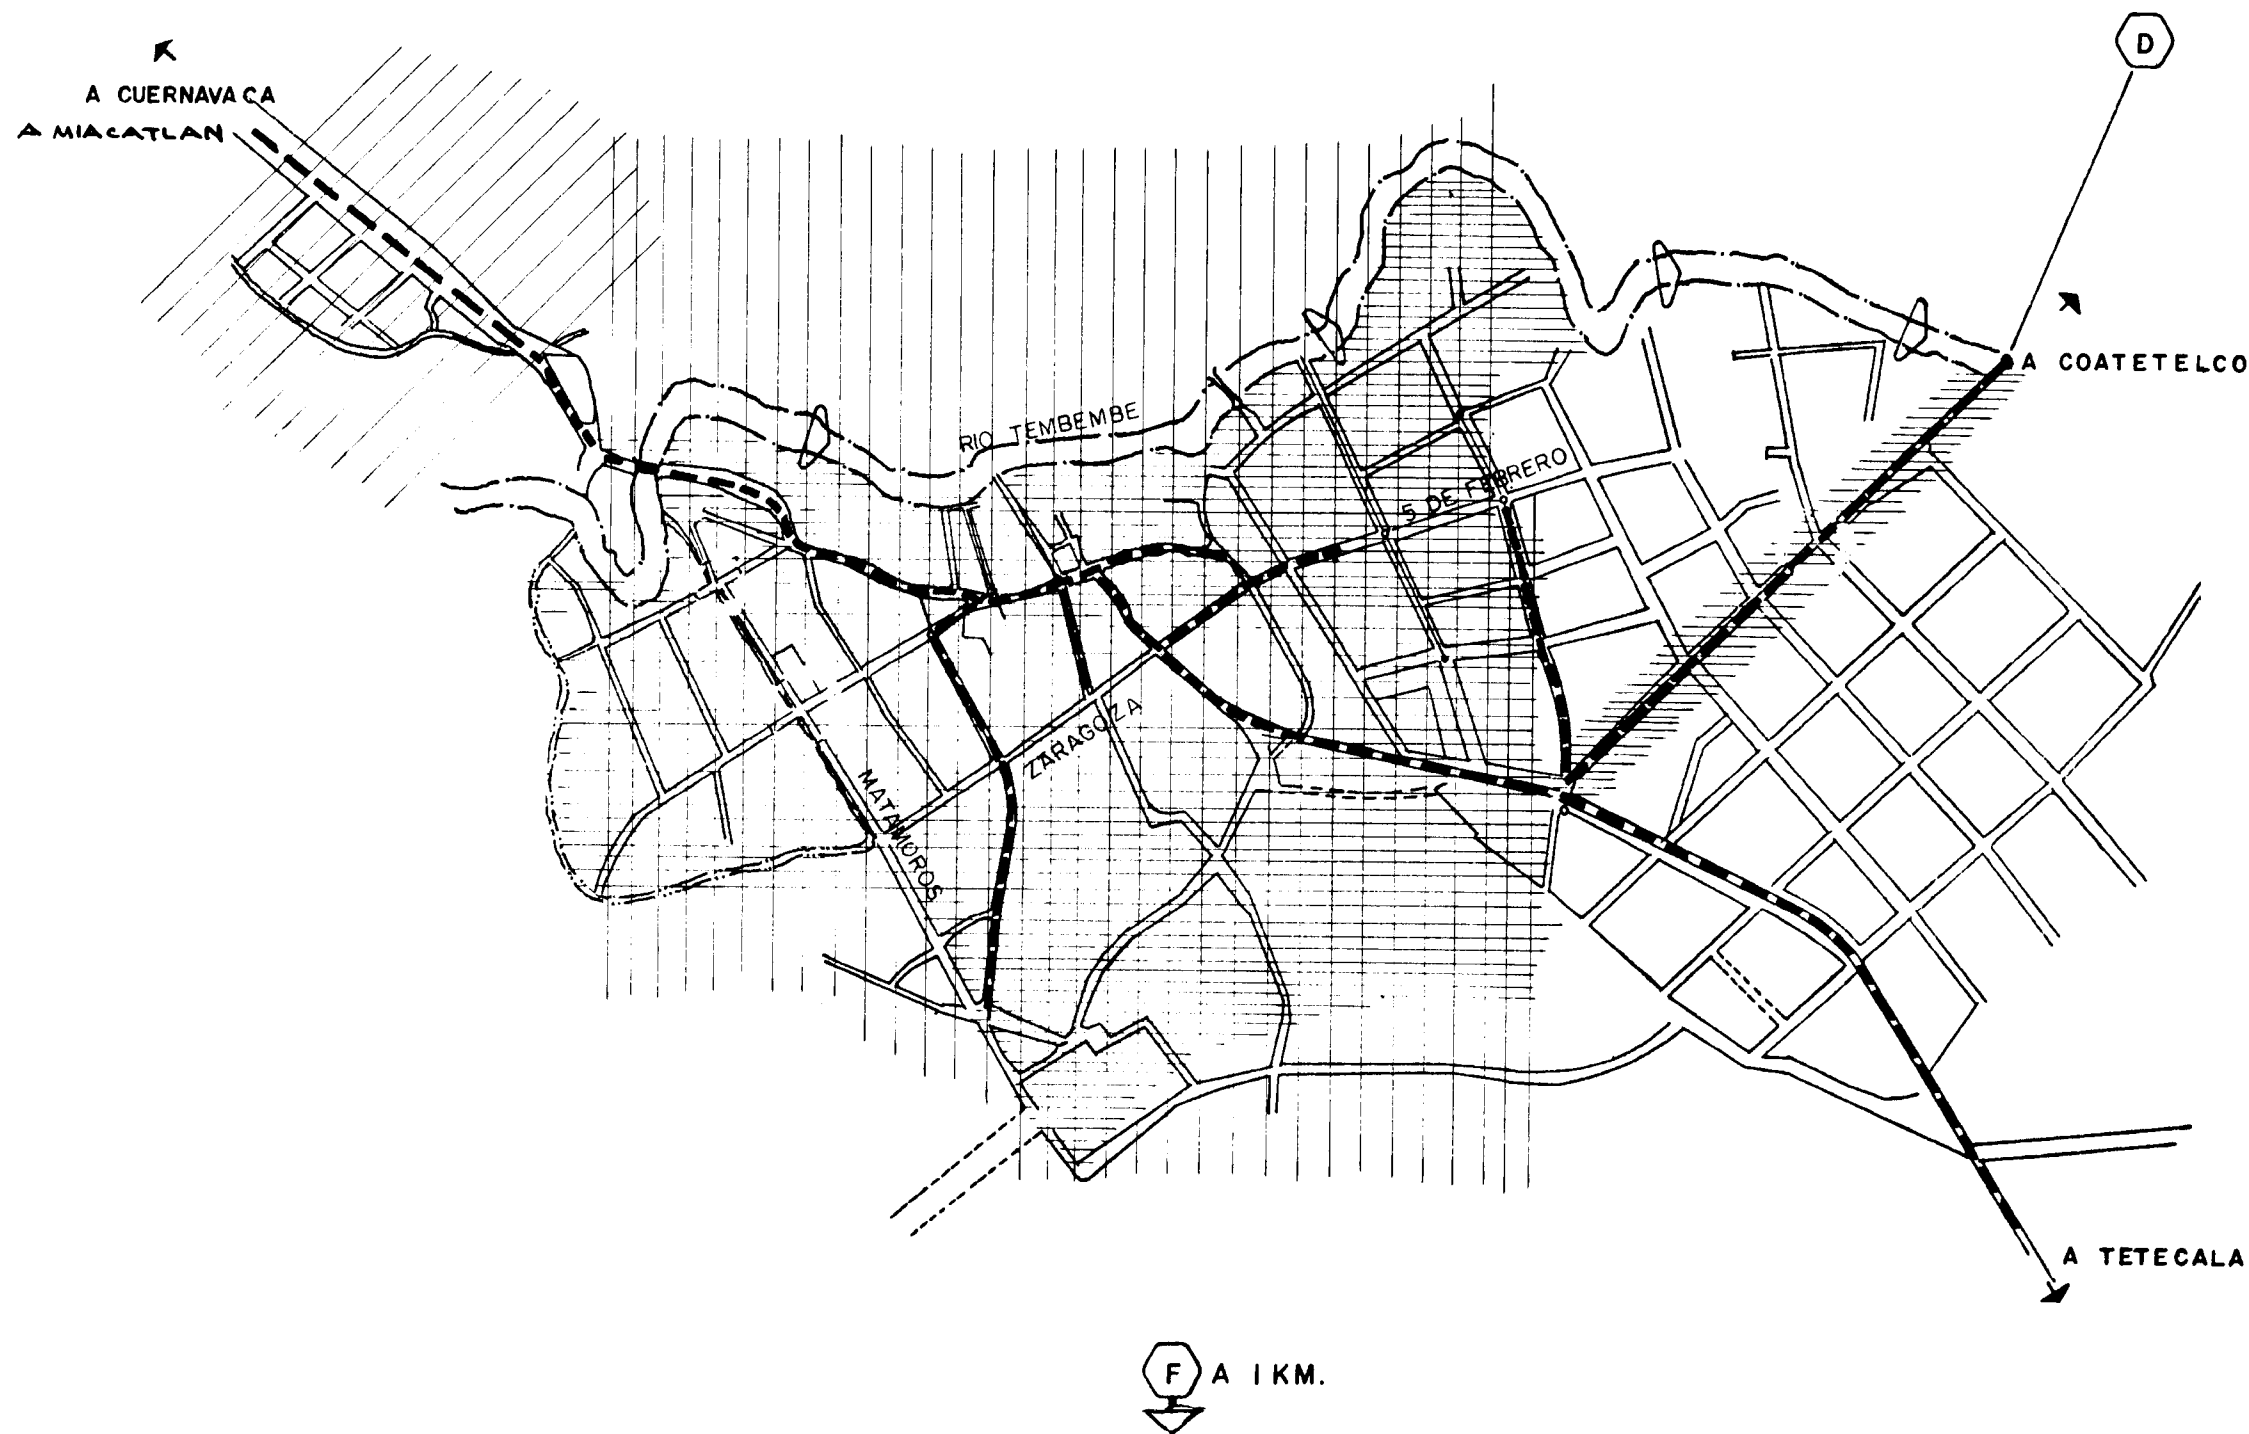 D
A CUERNAVACA
A MIACATLAN
A COATETELCO
RIO TEMBEMBE
5 DE FEBRERO
ZARAGOZA
MATAMOROS
A TETECALA
F A 1 KM.